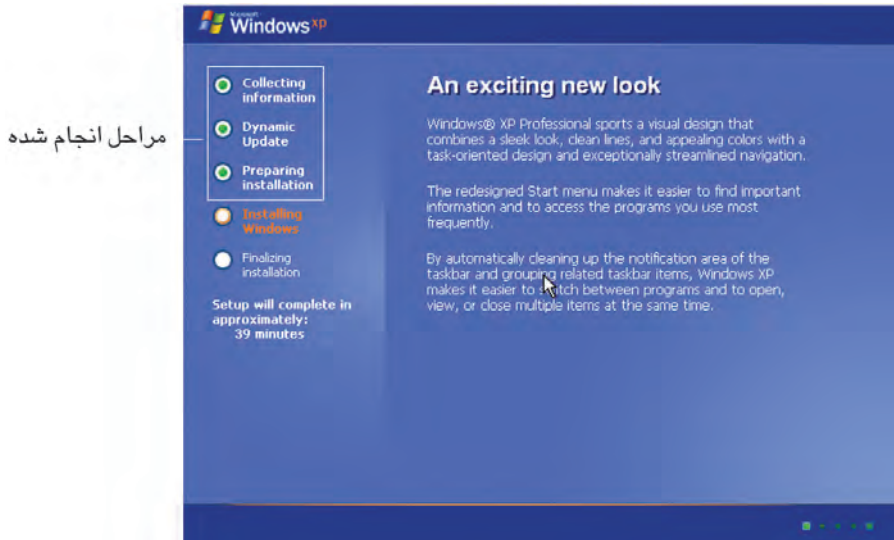 Microsoft
Windows xp
Collecting
information
Dynamic
Update
Preparing
installation
Installing
Windows
Finalizing
installation
Setup will complete in
approximately:
39 minutes
مراحل انجام شده
An exciting new look
Windows® XP Professional sports a visual design that
combines a sleek look, clean lines, and appealing colors with a
task-oriented design and exceptionally streamlined navigation.
The redesigned Start menu makes it easier to find important
information and to access the programs you use most
frequently.
By automatically cleaning up the notification area of the
taskbar and grouping related taskbar items, Windows XP
makes it easier to switch between programs and to open,
view, or close multiple items at the same time.